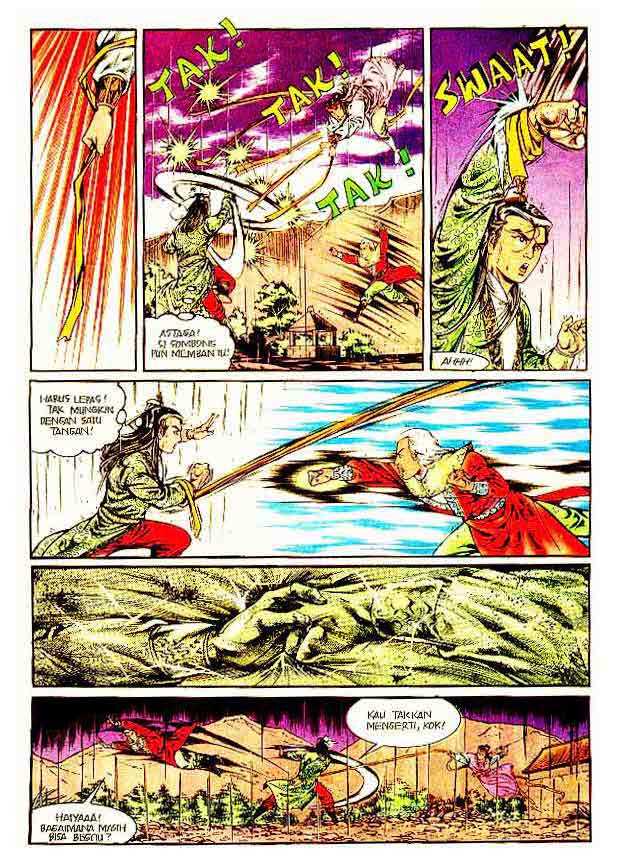 TAK!
TAK!
TAK!
ASTAGA!
SI SOMBONG
PUN MEMBANTU!
SWAAT!
AHHH!
HARUS LEPAS!
TAK MUNGKIN
DENGAN SATU
TANGAN!
KAU TAKKAN
MENGERTI, KOK!
HAIYAAA!
BAGAIMANA MASIH
BISA BEGITU?